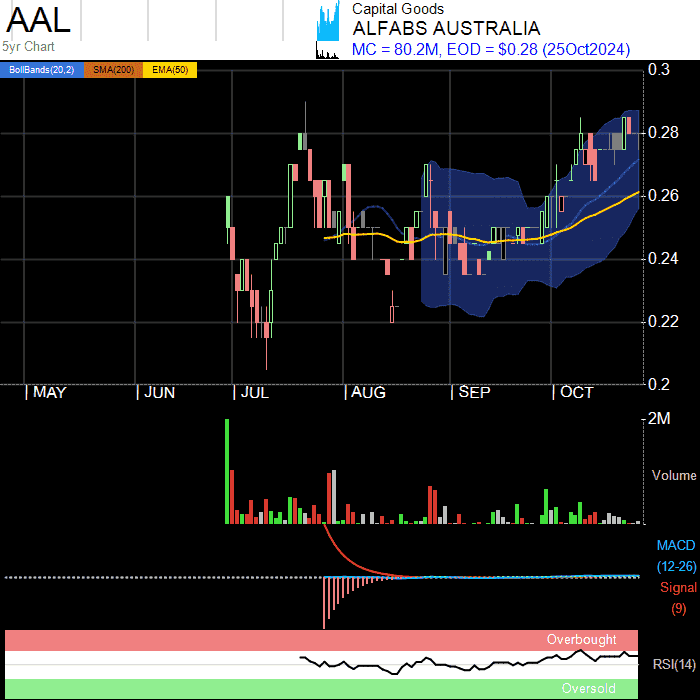 AAL
5yr Chart
Capital Goods
ALFABS AUSTRALIA
MC = 80.2M, EOD = $0.28 (25Oct2024)
BollBands(20,2) SMA(200) EMA(50)
0.3
0.28
0.26
0.24
0.22
0.2
MAY JUN JUL AUG SEP OCT
2M
Volume
MACD
(12-26)
Signal
(9)
Overbought
RSI(14)
Oversold